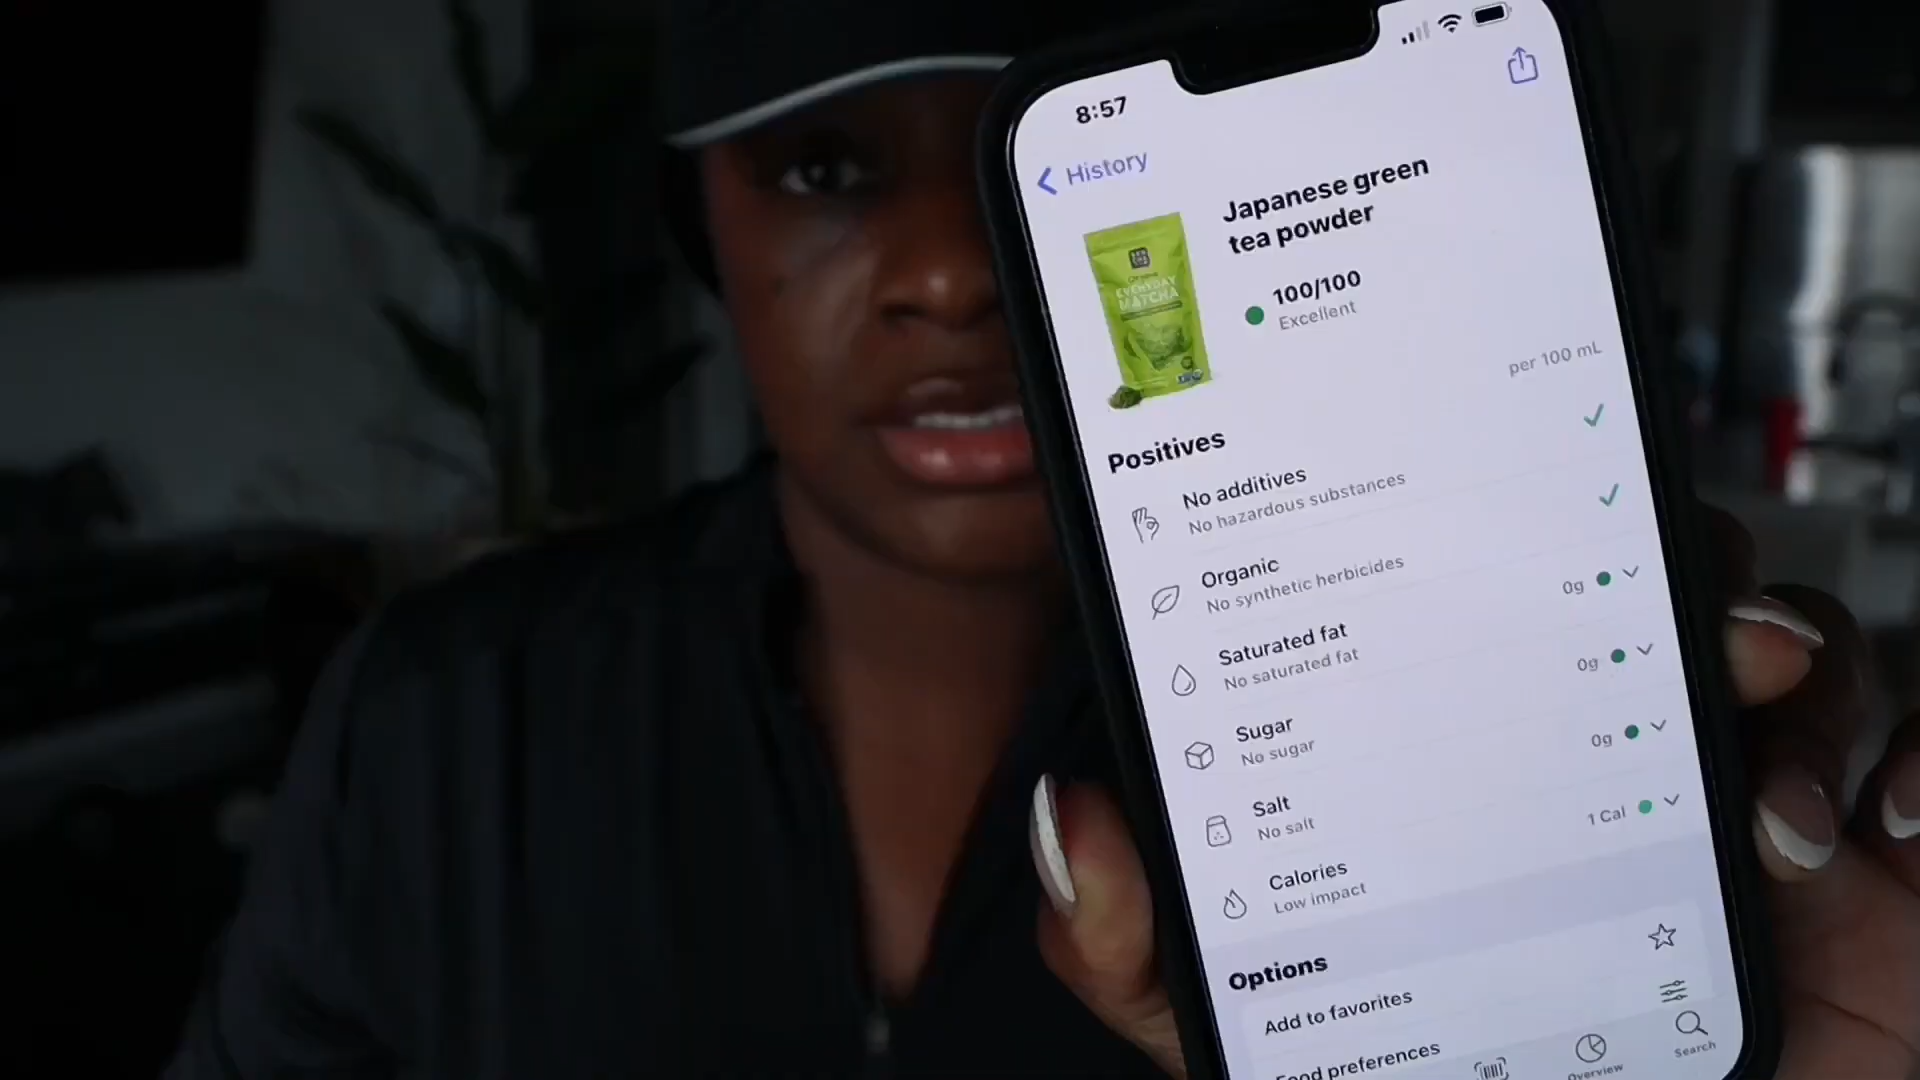 8:57
History
Japanese green
tea powder
100/100
Excellent
per 100 mL
EVERYDAY
MATCHA
Positives
No additives
No hazardous substances
Organic
No synthetic herbicides
0g
Saturated fat
No saturated fat
0g
Sugar
No sugar
0g
Salt
No salt
1 Cal
Calories
Low impact
Options
Add to favorites
Food preferences
Overview
Search